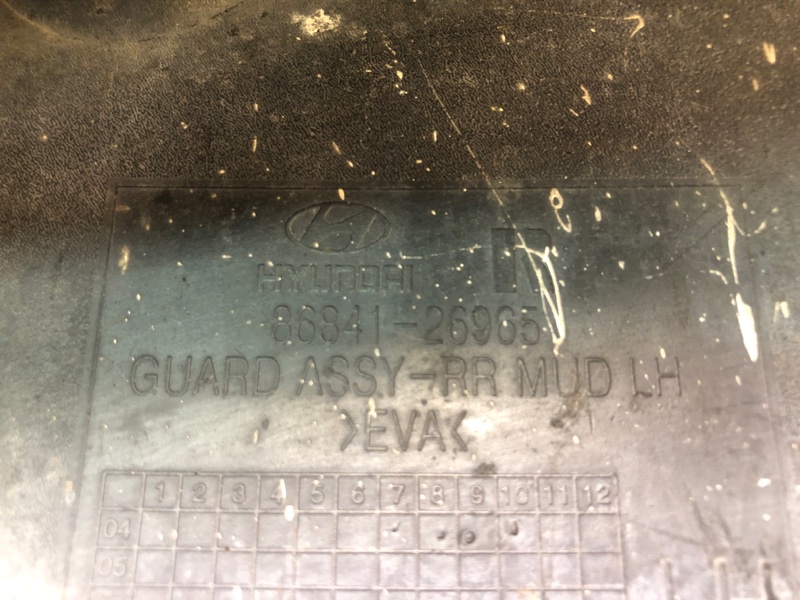 HYUNDAI R
86841-26965
GUARD ASSY-RR MUD LH
>EVA<
1 2 3 4 5 6 7 8 9 10 11 12
04
05